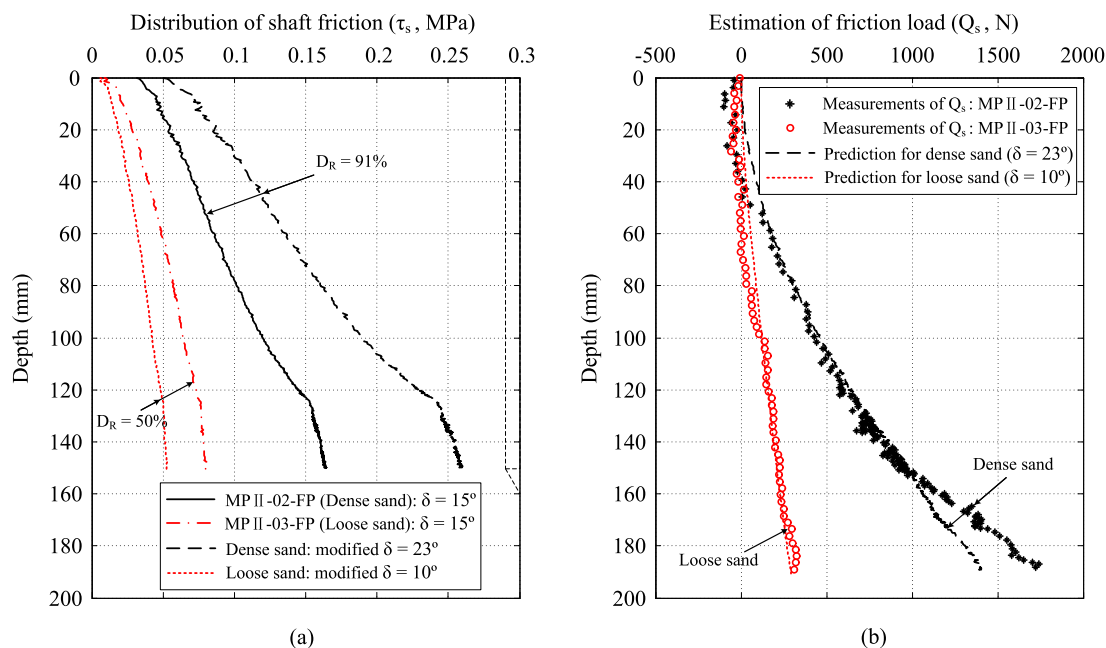 Distribution of shaft friction (τs , MPa)
0 0.05 0.1 0.15 0.2 0.25 0.3
0
20
40
60
80
100
120
140
160
180
200
Depth (mm)
DR = 91%
DR = 50%
MPⅡ-02-FP (Dense sand): δ = 15º
MPⅡ-03-FP (Loose sand): δ = 15º
Dense sand: modified δ = 23º
Loose sand: modified δ = 10º
(a)
Estimation of friction load (Qs , N)
-500 0 500 1000 1500 2000
0
20
40
60
80
100
120
140
160
180
200
Depth (mm)
Measurements of Qs : MPⅡ-02-FP
Measurements of Qs : MPⅡ-03-FP
Prediction for dense sand (δ = 23º)
Prediction for loose sand (δ = 10º)
Dense sand
Loose sand
(b)